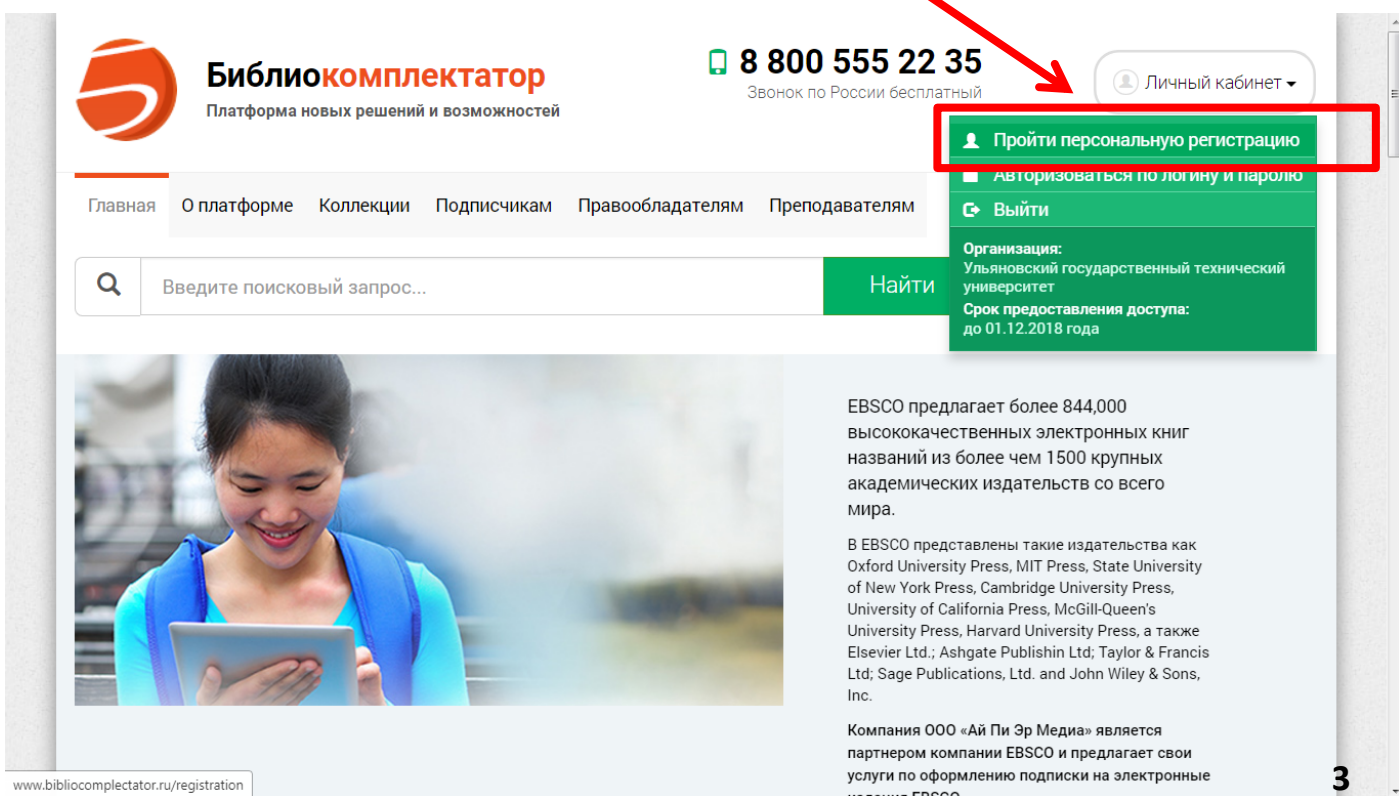 Библиокомплектатор
Платформа новых решений и возможностей
8 800 555 22 35
Звонок по России бесплатный
Личный кабинет
Пройти персональную регистрацию
Авторизоваться по логину и паролю
Выйти
Организация:
Ульяновский государственный технический
университет
Срок предоставления доступа:
до 01.12.2018 года
Главная О платформе Коллекции Подписчикам Правообладателям Преподавателям
Введите поисковый запрос...
Найти
EBSCO предлагает более 844,000
высококачественных электронных книг
названий из более чем 1500 крупных
академических издательств со всего
мира.
В EBSCO представлены такие издательства как
Oxford University Press, MIT Press, State University
of New York Press, Cambridge University Press,
University of California Press, McGill-Queen's
University Press, Harvard University Press, а также
Elsevier Ltd.; Ashgate Publishin Ltd; Taylor & Francis
Ltd; Sage Publications, Ltd. and John Wiley & Sons,
Inc.
Компания ООО «Ай Пи Эр Медиа» является
партнером компании EBSCO и предлагает свои
услуги по оформлению подписки на электронные
издания EBSCO
www.bibliocomplectator.ru/registration
3